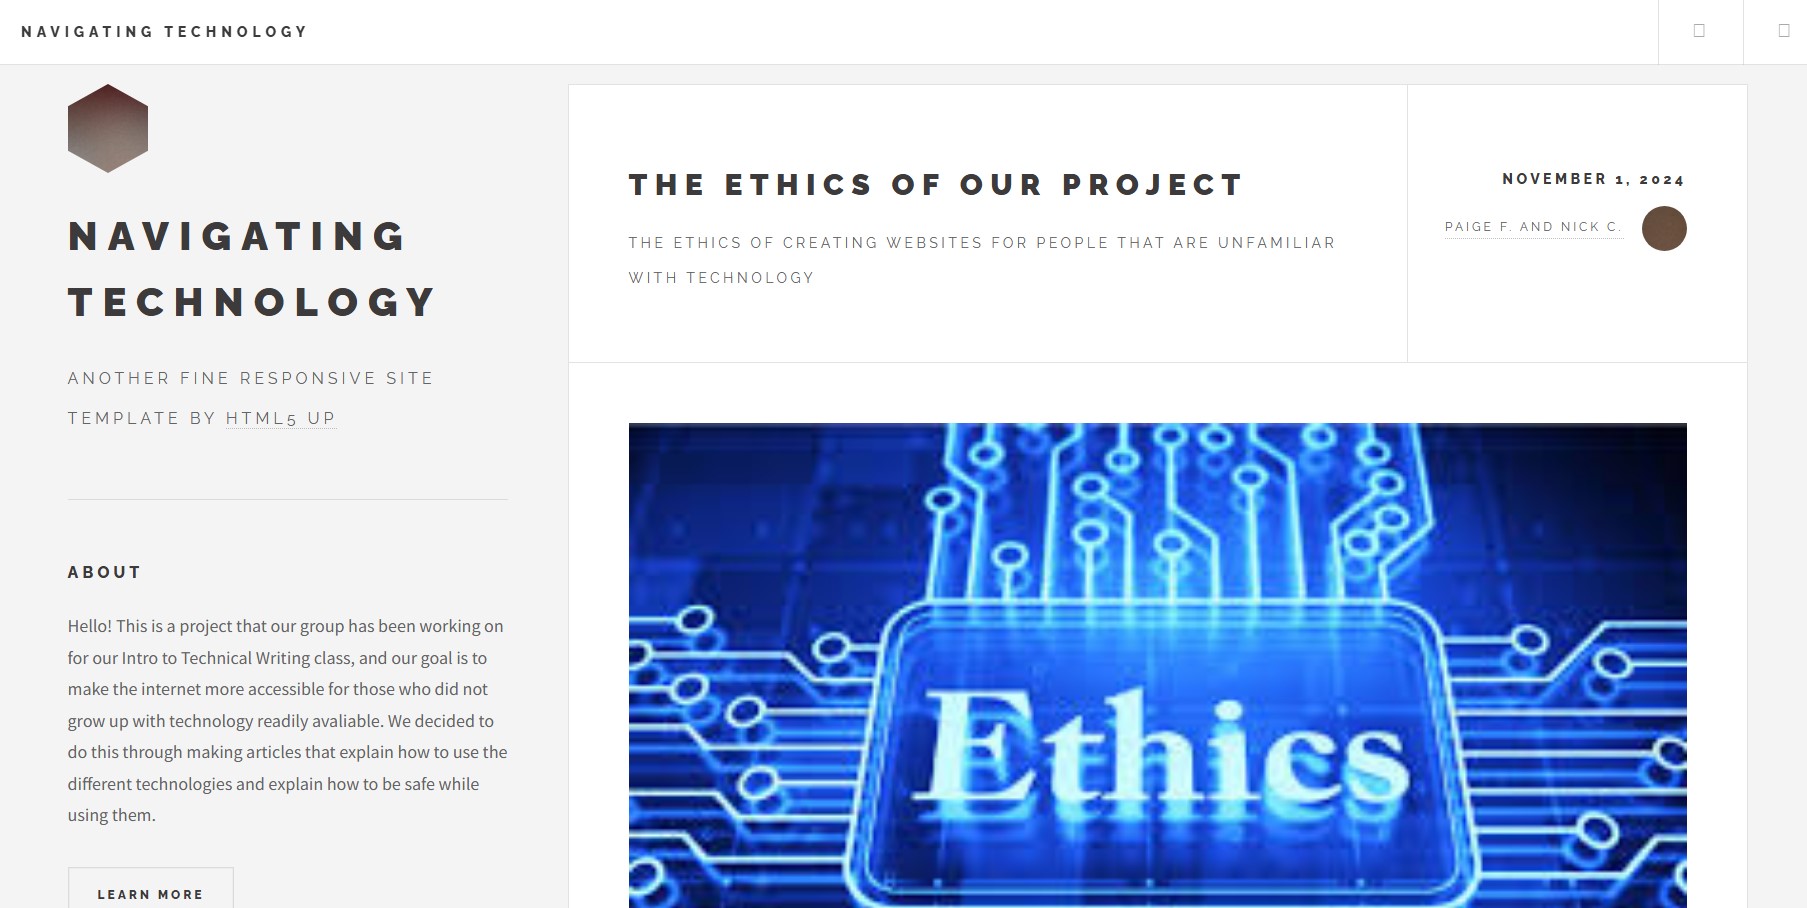 NAVIGATING TECHNOLOGY
NAVIGATING
TECHNOLOGY
ANOTHER FINE RESPONSIVE SITE
TEMPLATE BY HTML5 UP
ABOUT
Hello! This is a project that our group has been working on
for our Intro to Technical Writing class, and our goal is to
make the internet more accessible for those who did not
grow up with technology readily avaliable. We decided to
do this through making articles that explain how to use the
different technologies and explain how to be safe while
using them.
LEARN MORE
THE ETHICS OF OUR PROJECT
THE ETHICS OF CREATING WEBSITES FOR PEOPLE THAT ARE UNFAMILIAR
WITH TECHNOLOGY
NOVEMBER 1, 2024
PAIGE F. AND NICK C.
Ethics